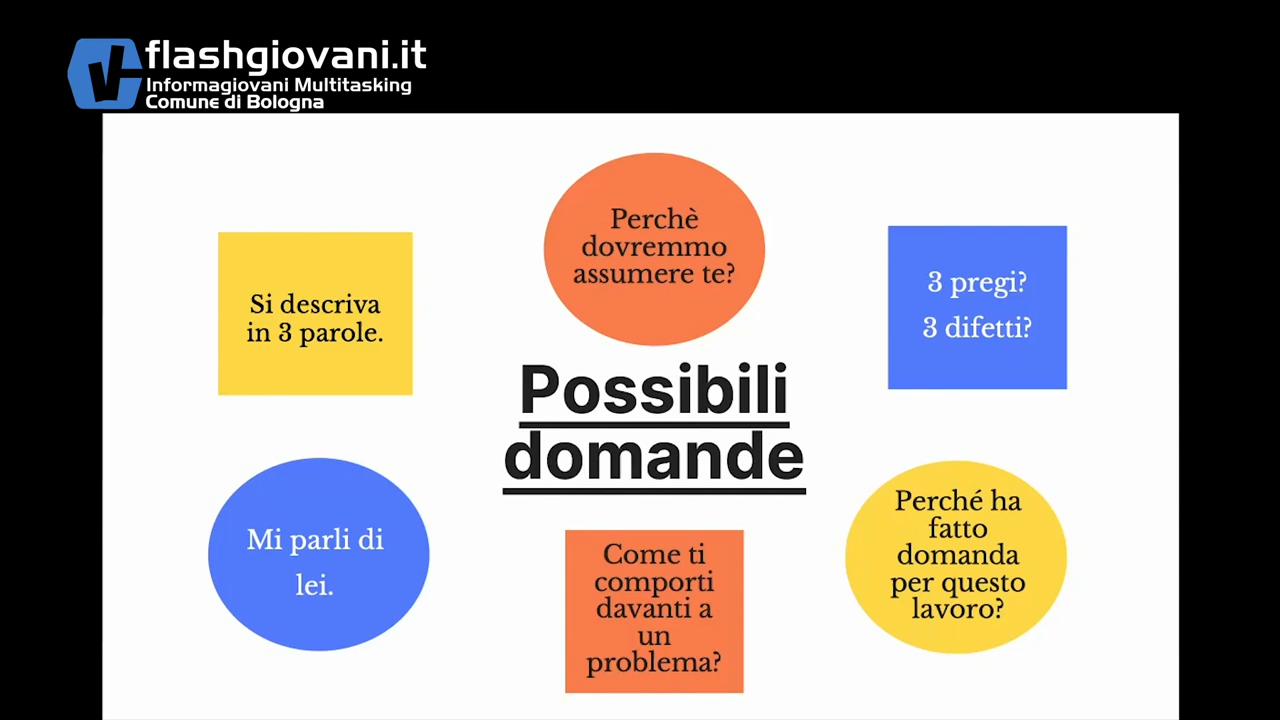 flashgiovani.it
Informagiovani Multitasking
Comune di Bologna
Perchè
dovremmo
assumere te?
Si descriva
in 3 parole.
3 pregi?
3 difetti?
Possibili
domande
Mi parli di
lei.
Come ti
comporti
davanti a
un
problema?
Perché ha
fatto
domanda
per questo
lavoro?